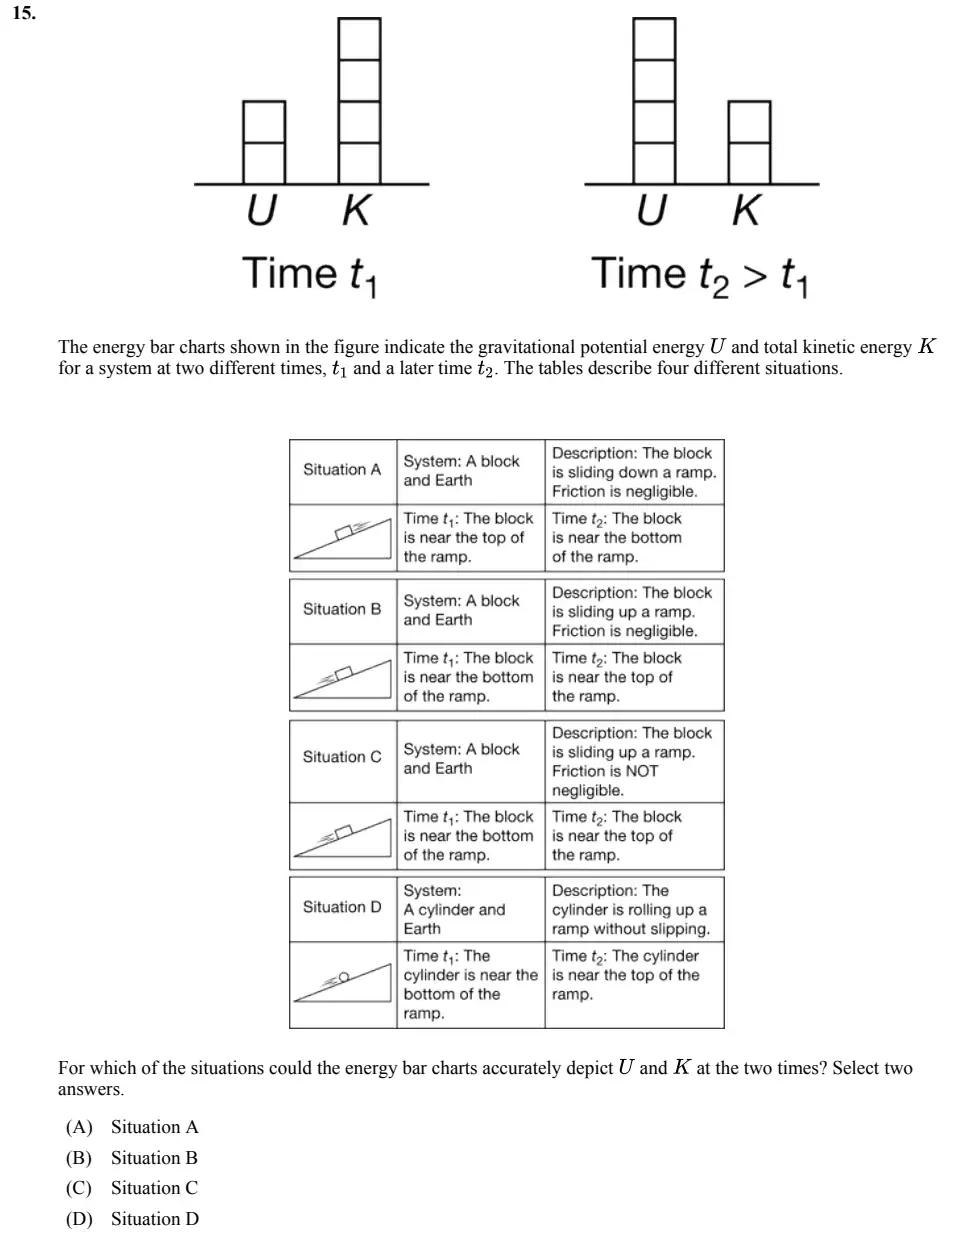 15.
U K
U K
Time t₁
Time t₂ > t₁
The energy bar charts shown in the figure indicate the gravitational potential energy U and total kinetic energy K
for a system at two different times, t₁ and a later time t₂. The tables describe four different situations.
Situation A
System: A block
and Earth
Description: The block
is sliding down a ramp.
Friction is negligible.
Time t₁: The block
is near the top of
the ramp.
Time t₂: The block
is near the bottom
of the ramp.
Situation B
System: A block
and Earth
Description: The block
is sliding up a ramp.
Friction is negligible.
Time t₁: The block
is near the bottom
of the ramp.
Time t₂: The block
is near the top of
the ramp.
Situation C
System: A block
and Earth
Description: The block
is sliding up a ramp.
Friction is NOT
negligible.
Time t₁: The block
is near the bottom
of the ramp.
Time t₂: The block
is near the top of
the ramp.
Situation D
System:
A cylinder and
Earth
Description: The
cylinder is rolling up a
ramp without slipping.
Time t₁: The
cylinder is near the
bottom of the
ramp.
Time t₂: The cylinder
is near the top of the
ramp.
For which of the situations could the energy bar charts accurately depict U and K at the two times? Select two
answers.
(A) Situation A
(B) Situation B
(C) Situation C
(D) Situation D